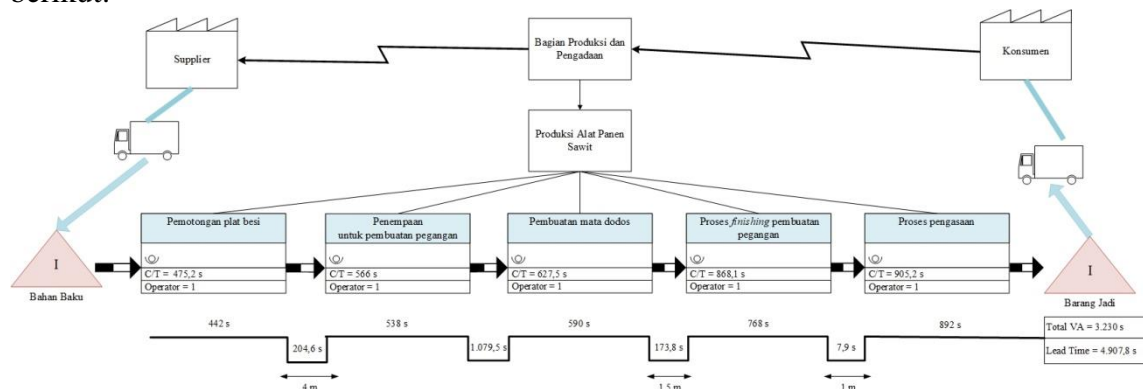 berikut.
Supplier
Bagian Produksi dan
Pengadaan
Konsumen
Produksi Alat Panen
Sawit
Pemotongan plat besi
C/T = 475,2 s
Operator = 1
Penempaan
untuk pembuatan pegangan
C/T = 566 s
Operator = 1
Pembuatan mata dodos
C/T = 627,5 s
Operator = 1
Proses finishing pembuatan
pegangan
C/T = 868,1 s
Operator = 1
Proses pengasaan
C/T = 905,2 s
Operator = 1
I
Bahan Baku
I
Barang Jadi
442 s
538 s
590 s
768 s
892 s
204,6 s
1.079,5 s
173,8 s
7,9 s
4 m
1,5 m
1 m
Total VA = 3.230 s
Lead Time = 4.907,8 s